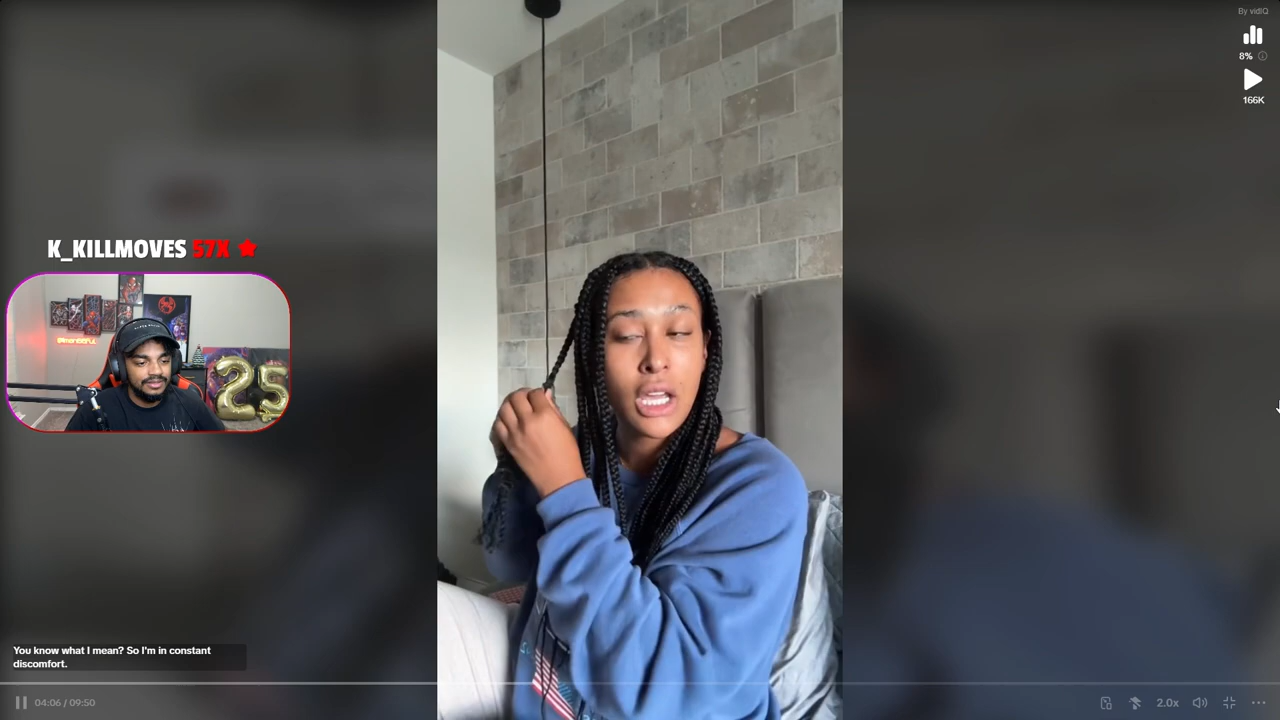 By vidIQ
8%
166K
K_KILLMOVES 57X
25
You know what I mean? So I'm in constant
discomfort.
04:06 / 09:50
2.0x